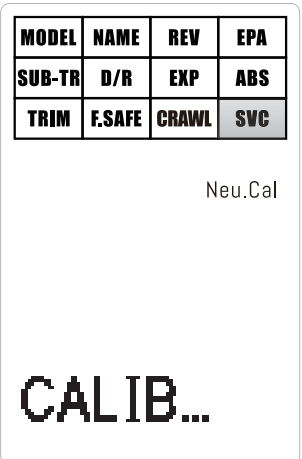 MODEL NAME REV EPA
SUB-TR D/R EXP ABS
TRIM F.SAFE CRAWL SVC
Neu.Cal
CALIB...